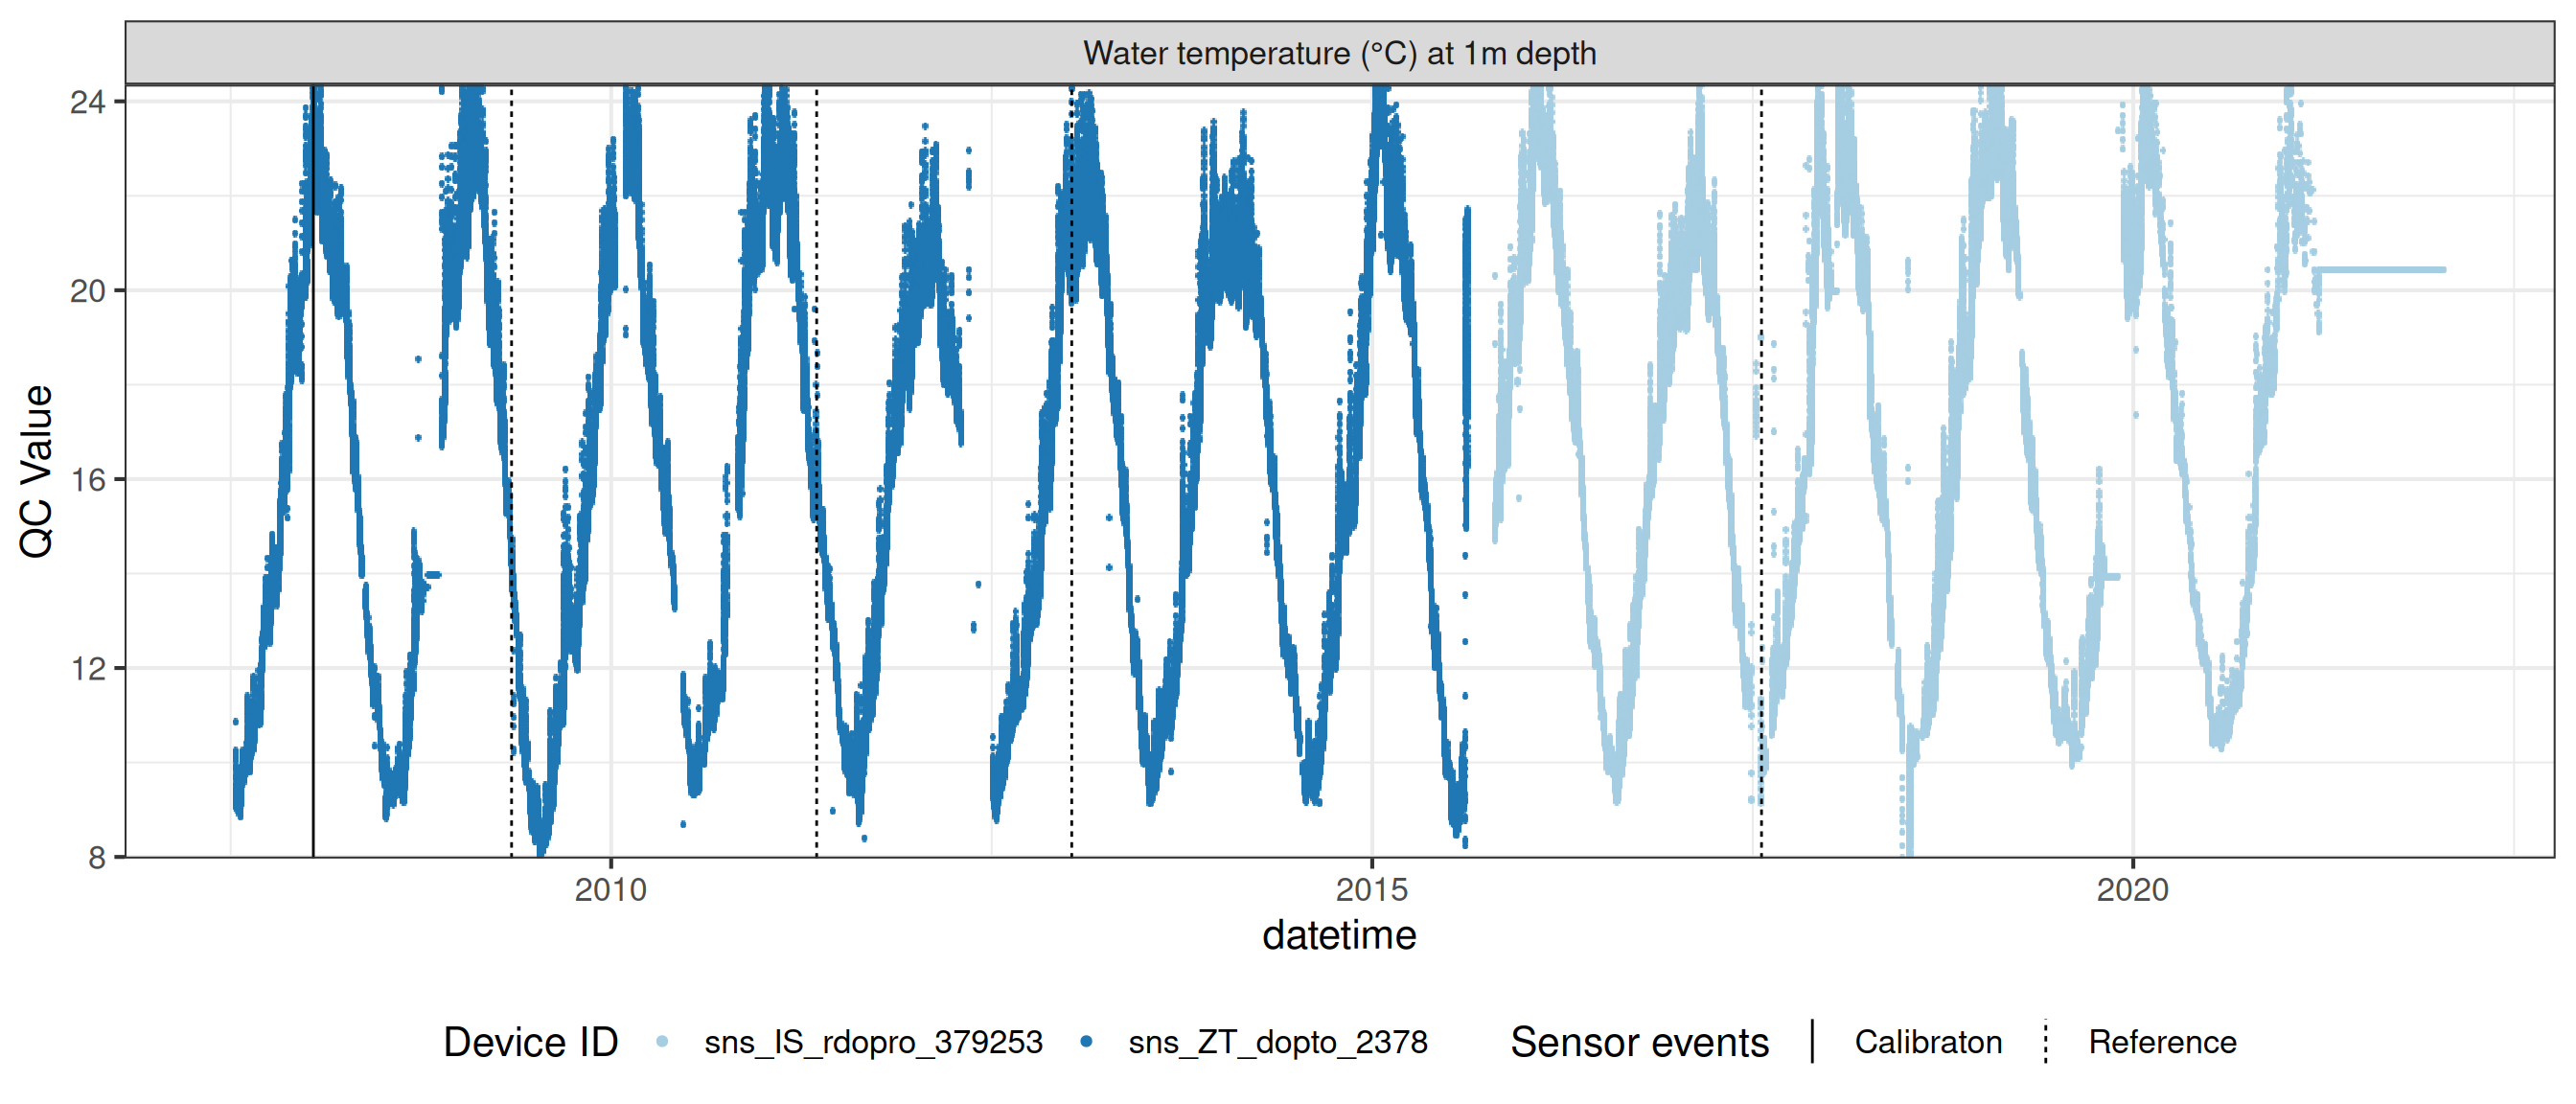 Water temperature (°C) at 1m depth
24
20
16
12
8
QC Value
2010 2015 2020
datetime
Device ID sns_IS_rdopro_379253 sns_ZT_dopto_2378 Sensor events Calibraton Reference